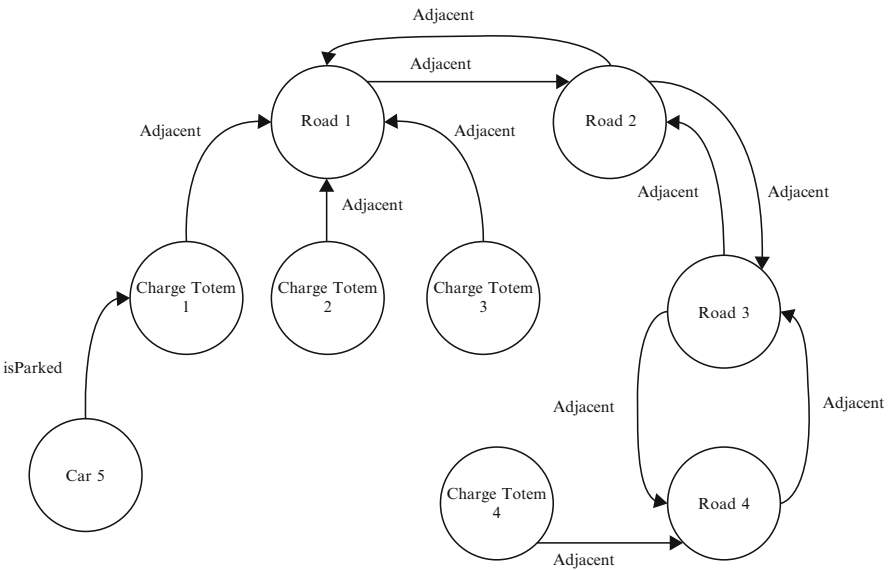 Adjacent
Adjacent
Road 1
Road 2
Adjacent
Adjacent
Adjacent
Adjacent
Adjacent
Charge Totem
1
Charge Totem
2
Charge Totem
3
Road 3
isParked
Adjacent
Adjacent
Car 5
Charge Totem
4
Road 4
Adjacent